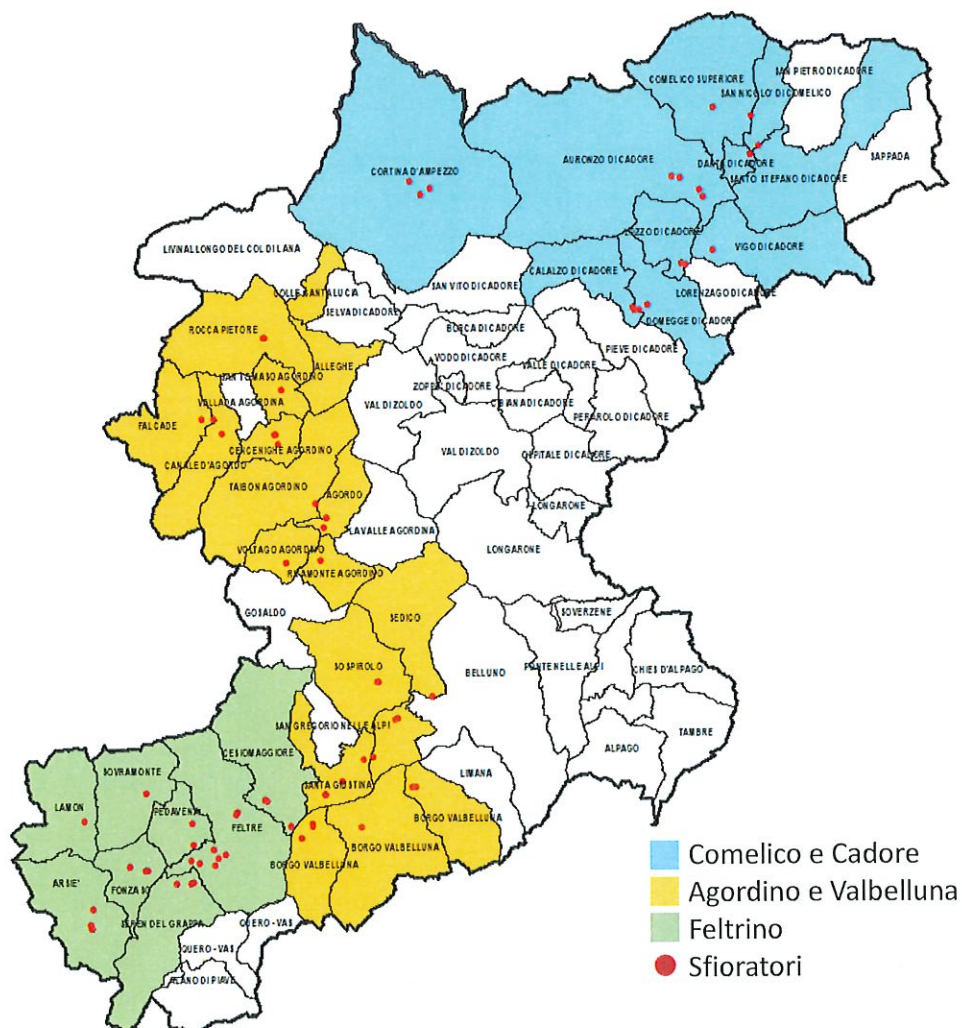 COMELICO SUPERIORE
SAN PIETRO DI CADORE
SAN NICOLO' DI COMELICO
AURONZO DI CADORE
DANTA DI CADORE
SAPPADA
CORTINA D'AMPEZZO
SANTO STEFANO DI CADORE
LOZZO DI CADORE
VIGO DI CADORE
LIVINALLONGO DEL COL DI LANA
CALALZO DI CADORE
SAN VITO DI CADORE
COLLE SANTA LUCIA
LORENZAGO DI CADORE
SELVA DI CADORE
DOMEGGE DI CADORE
ROCCA PIETORE
BORCA DI CADORE
PIEVE DI CADORE
ALLEGHE
VODO DI CADORE
VALLE DI CADORE
SAN TOMASO AGORDINO
ZOPPE' DI CADORE
VALLADA AGORDINA
VAL DI ZOLDO
CIBIANA DI CADORE
PERAROLO DI CADORE
FALCADE
CENCENIGHE AGORDINO
VAL DI ZOLDO
OSPITALE DI CADORE
CANALE D'AGORDO
TAIBON AGORDINO
AGORDO
LONGARONE
LA VALLE AGORDINA
VOLTAGO AGORDINO
LONGARONE
RIVAMONTE AGORDINO
GOSALDO
SEDICO
SOVERZENE
SOSPIROLO
BELLUNO
PONTE NELLE ALPI
CHIES D'ALPAGO
SAN GREGORIO NELLE ALPI
TAMBRE
CESIOMAGGIORE
ALPAGO
SOVRAMONTE
LIMANA
SANTA GIUSTINA
LAMON
PEDAVENA
FELTRE
BORGO VALBELLUNA
BORGO VALBELLUNA
BORGO VALBELLUNA
ARSIE'
FONZASO
SEREN DEL GRAPPA
QUERO - VAS
QUERO - VAS
ALANO DI PIAVE
Comelico e Cadore
Agordino e Valbelluna
Feltrino
Sfioratori